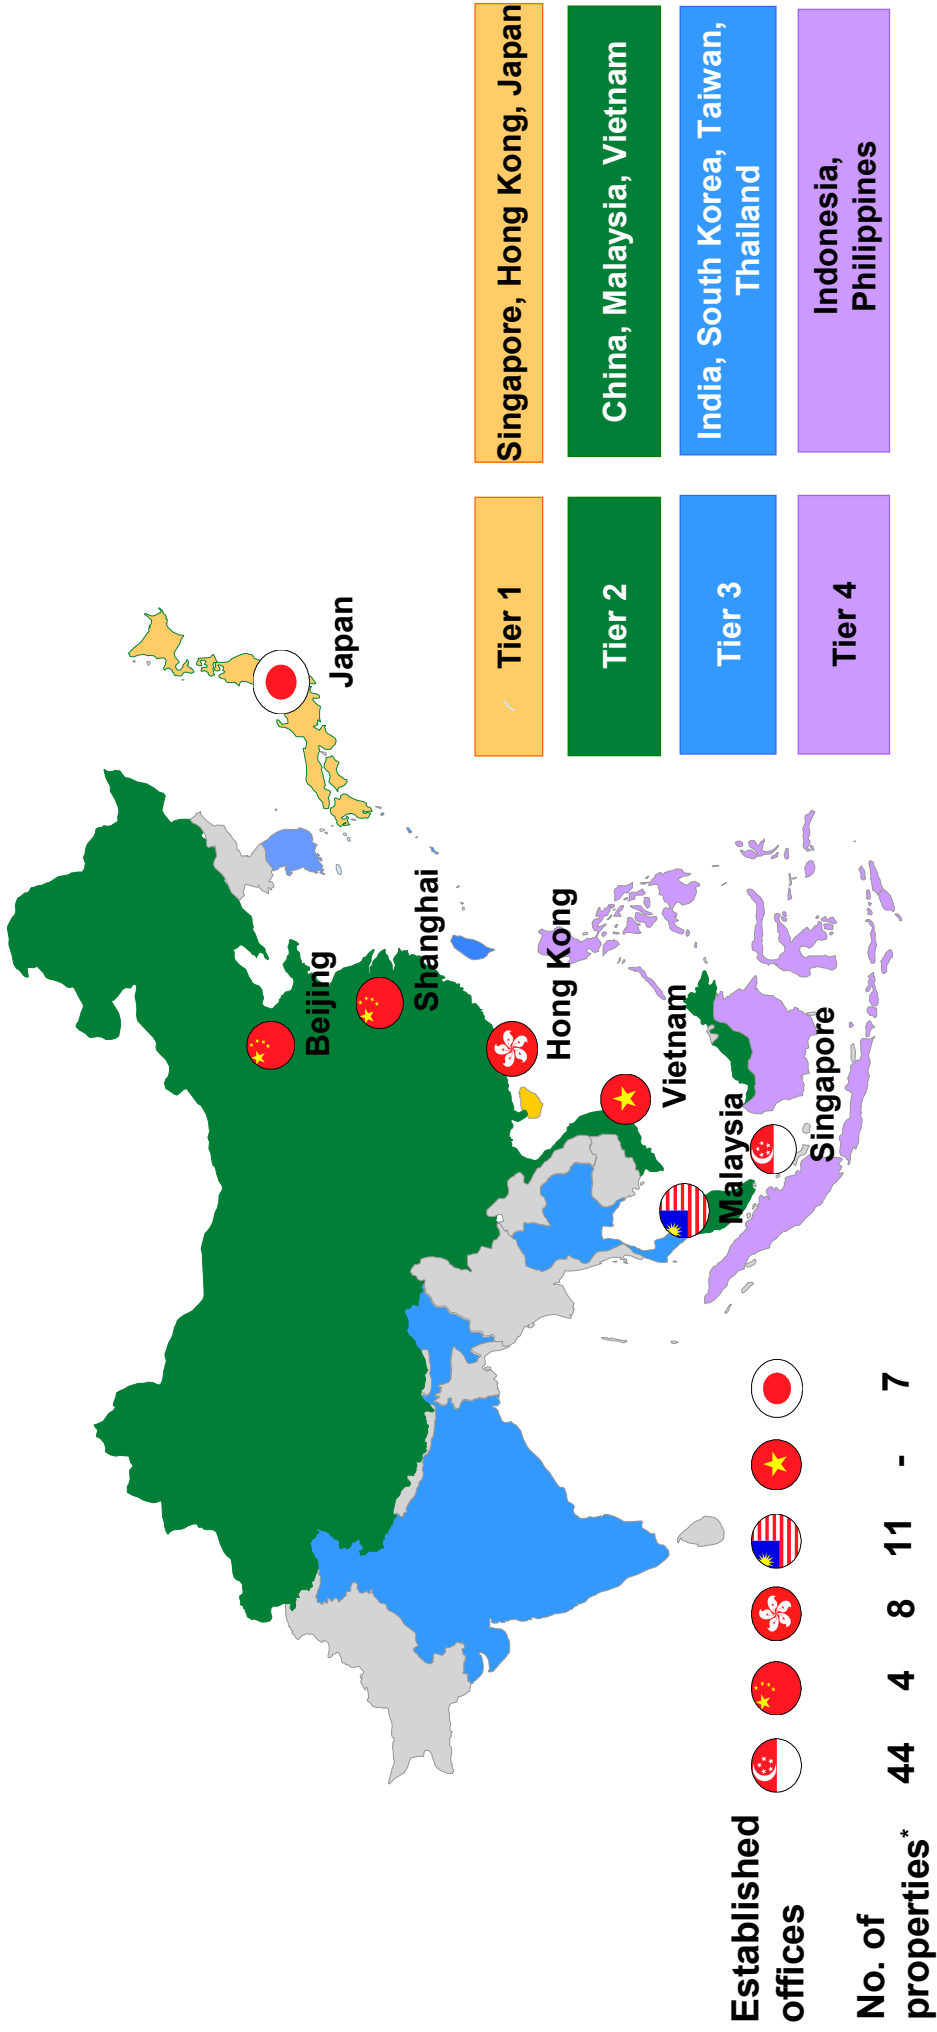 Japan
Beijing
Shanghai
Hong Kong
Vietnam
Malaysia
Singapore
Tier 1
Singapore, Hong Kong, Japan
Tier 2
China, Malaysia, Vietnam
Tier 3
India, South Korea, Taiwan,
Thailand
Tier 4
Indonesia,
Philippines
Established
offices
No. of
properties*
44 4 8 11 - 7